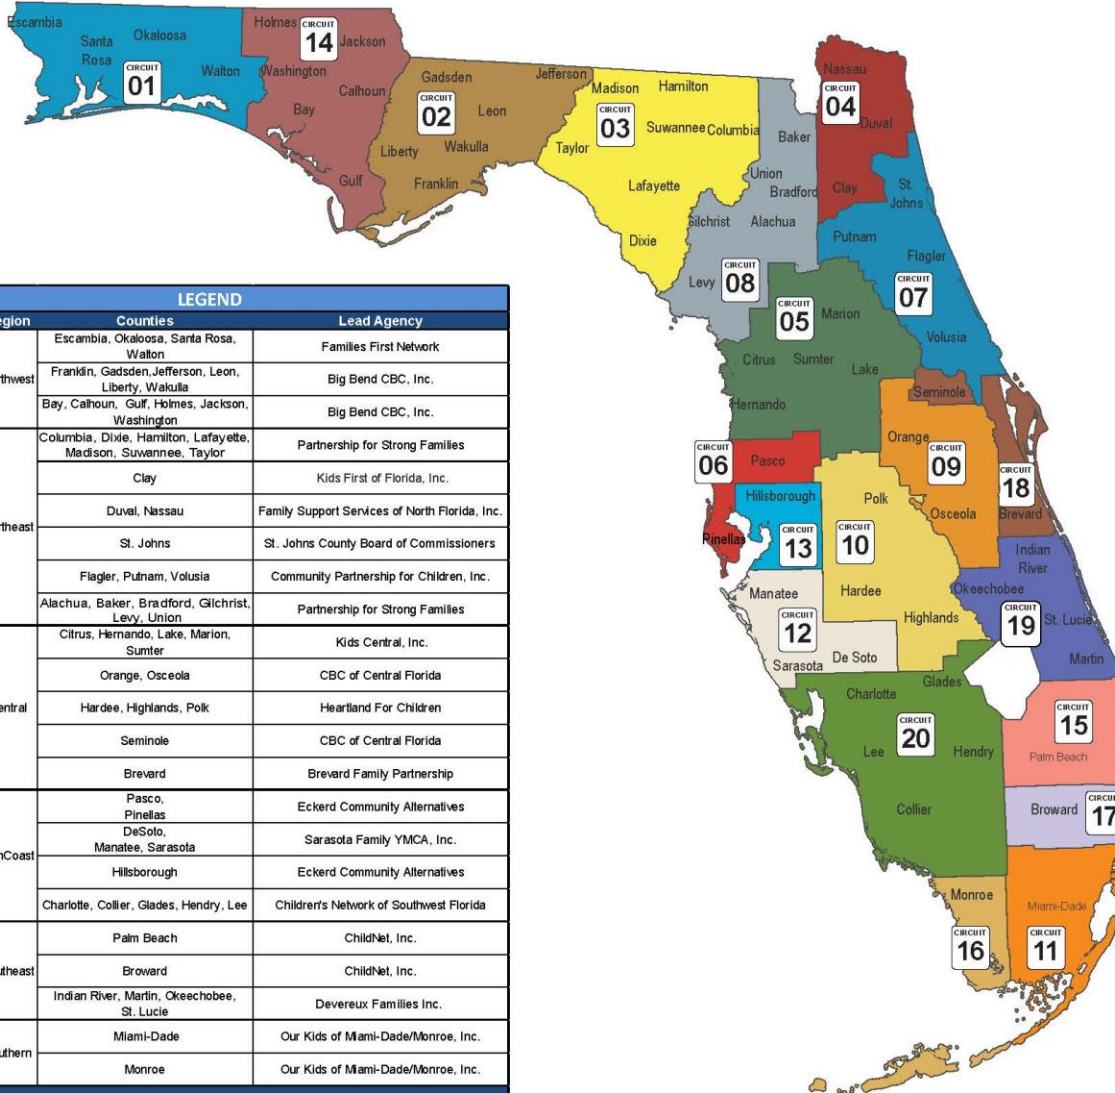 Escambia
Santa
Rosa
Okaloosa
Walton
CIRCUIT
01
Holmes
CIRCUIT
14
Jackson
Washington
Calhoun
Bay
Gulf
Gadsden
Jefferson
CIRCUIT
02
Leon
Liberty
Wakulla
Franklin
Madison
Hamilton
CIRCUIT
03
Suwannee
Columbia
Taylor
Lafayette
Dixie
Nassau
CIRCUIT
04
Duval
Clay
Baker
Union
Bradford
Gilchrist
Alachua
Levy
CIRCUIT
08
St.
Johns
Putnam
Flagler
CIRCUIT
07
Volusia
CIRCUIT
05
Marion
Citrus
Sumter
Lake
Hernando
Seminole
CIRCUIT
06
Pasco
Pinellas
Orange
CIRCUIT
09
Osceola
CIRCUIT
18
Brevard
Hillsborough
CIRCUIT
13
Polk
CIRCUIT
10
Hardee
Highlands
Manatee
CIRCUIT
12
Sarasota
De Soto
Indian
River
Okeechobee
CIRCUIT
19
St. Lucie
Martin
Glades
Charlotte
CIRCUIT
20
Lee
Hendry
Collier
CIRCUIT
15
Palm Beach
Broward
CIRCUI
17
Monroe
CIRCUIT
16
Miami-Dade
CIRCUIT
11
LEGEND
egion Counties Lead Agency
Escambia, Okaloosa, Santa Rosa,
Walton
Families First Network
rthwest
Franklin, Gadsden,Jefferson, Leon,
Liberty, Wakulla
Big Bend CBC, Inc.
Bay, Calhoun, Gulf, Holmes, Jackson,
Washington
Big Bend CBC, Inc.
Columbia, Dixie, Hamilton, Lafayette,
Madison, Suwannee, Taylor
Partnership for Strong Families
Clay Kids First of Florida, Inc.
rtheast
Duval, Nassau Family Support Services of North Florida, Inc.
St. Johns St. Johns County Board of Commissioners
Flagler, Putnam, Volusia Community Partnership for Children, Inc.
Alachua, Baker, Bradford, Gilchrist,
Levy, Union
Partnership for Strong Families
Citrus, Hernando, Lake, Marion,
Sumter
Kids Central, Inc.
Orange, Osceola CBC of Central Florida
entral
Hardee, Highlands, Polk Heartland For Children
Seminole CBC of Central Florida
Brevard Brevard Family Partnership
Pasco,
Pinellas
Eckerd Community Alternatives
DeSoto,
Manatee, Sarasota
Sarasota Family YMCA, Inc.
nCoast
Hillsborough Eckerd Community Alternatives
Charlotte, Collier, Glades, Hendry, Lee Children's Network of Southwest Florida
Palm Beach ChildNet, Inc.
utheast
Broward ChildNet, Inc.
Indian River, Martin, Okeechobee,
St. Lucie
Devereux Families Inc.
Miami-Dade Our Kids of Miami-Dade/Monroe, Inc.
uthern
Monroe Our Kids of Miami-Dade/Monroe, Inc.